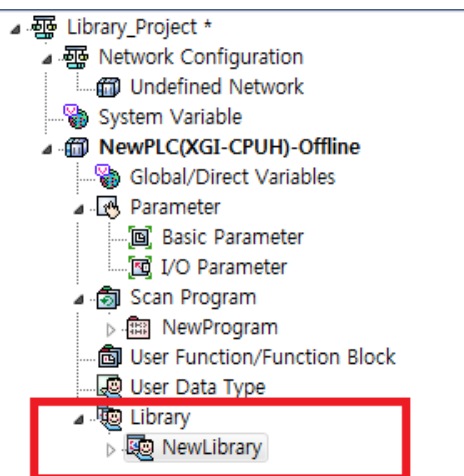 Library_Project *
Network Configuration
Undefined Network
System Variable
NewPLC(XGI-CPUH)-Offline
Global/Direct Variables
Parameter
Basic Parameter
I/O Parameter
Scan Program
NewProgram
User Function/Function Block
User Data Type
Library
NewLibrary